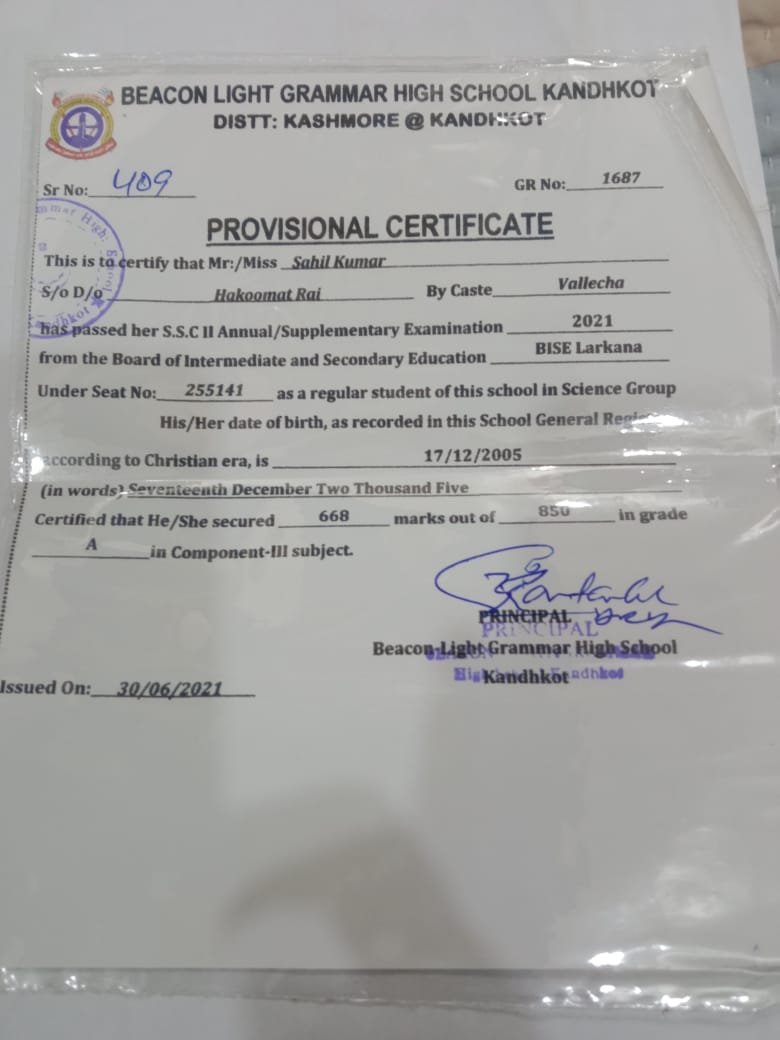 BEACON LIGHT GRAMMAR HIGH SCHOOL KANDHKOT
DISTT: KASHMORE @ KANDHKOT
Sr No: 409 GR No: 1687
PROVISIONAL CERTIFICATE
This is to certify that Mr:/Miss Sahil Kumar
S/o D/o Hakoomat Rai By Caste Vallecha
has passed her S.S.C II Annual/Supplementary Examination 2021
from the Board of Intermediate and Secondary Education BISE Larkana
Under Seat No: 255141 as a regular student of this school in Science Group
His/Her date of birth, as recorded in this School General
according to Christian era, is 17/12/2005
(in words) Seventeenth December Two Thousand Five
Certified that He/She secured 668 marks out of 850 in grade
A in Component-III subject.
PRINCIPAL
PRINCIPAL
Beacon Light Grammar High School
Kandhkot
Issued On: 30/06/2021